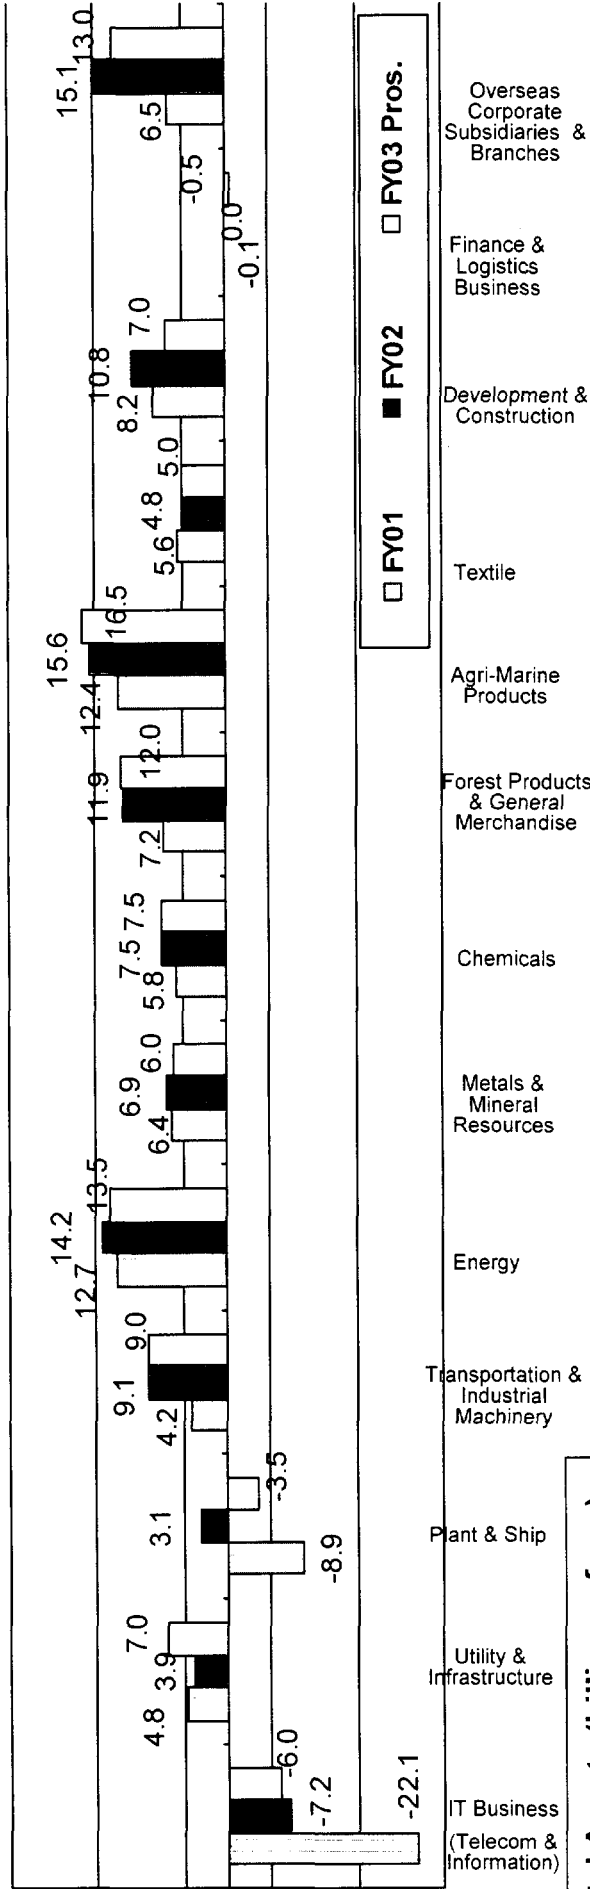 13.0
15.1
6.5
-0.5
0.0
-0.1
7.0
10.8
8.2
5.0
4.8
5.6
16.5
15.6
12.4
12.0
11.9
7.2
7.5
7.5
5.8
6.0
6.9
6.4
13.5
14.2
12.7
9.0
9.1
4.2
-3.5
3.1
-8.9
7.0
3.9
4.8
-6.0
-7.2
-22.1
FY01
FY02
FY03 Pros.
Overseas
Corporate
Subsidiaries &
Branches
Finance &
Logistics
Business
Development &
Construction
Textile
Agri-Marine
Products
Forest Products
& General
Merchandise
Chemicals
Metals &
Mineral
Resources
Energy
Transportation &
Industrial
Machinery
Plant & Ship
Utility &
Infrastructure
IT Business
(Telecom &
Information)